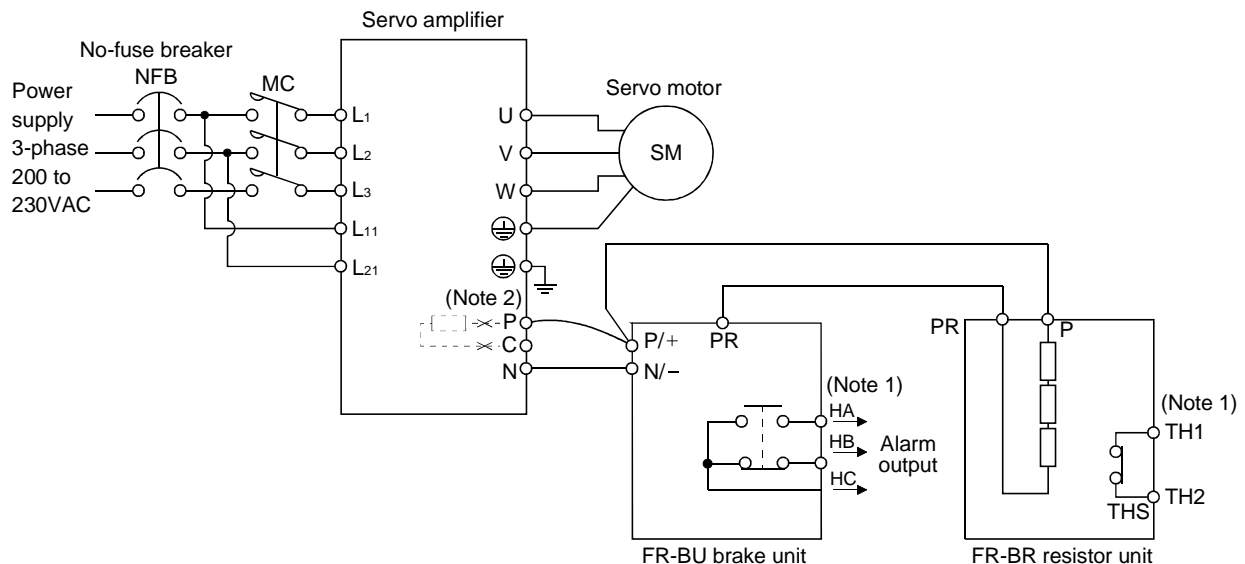 Servo amplifier
No-fuse breaker
NFB
MC
Power
supply
3-phase
200 to
230VAC
L1
L2
L3
L11
L21
U
V
W
Servo motor
SM
(Note 2)
P
C
N
P/+
PR
N/−
(Note 1)
HA
HB
HC
Alarm
output
FR-BU brake unit
PR
P
(Note 1)
TH1
TH2
THS
FR-BR resistor unit